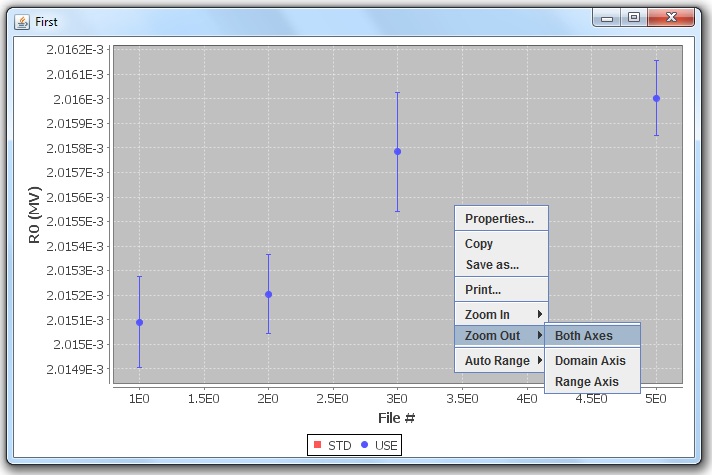 First
2.0162E-3
2.0161E-3
2.016E-3
2.0159E-3
2.0158E-3
2.0157E-3
2.0156E-3
2.0155E-3
2.0154E-3
2.0153E-3
2.0152E-3
2.0151E-3
2.015E-3
2.0149E-3
R0 (MV)
Properties...
Copy
Save as...
Print...
Zoom In
Zoom Out
Auto Range
Both Axes
Domain Axis
Range Axis
1E0 1.5E0 2E0 2.5E0 3E0 3.5E0 4E0 4.5E0 5E0
File #
STD USE